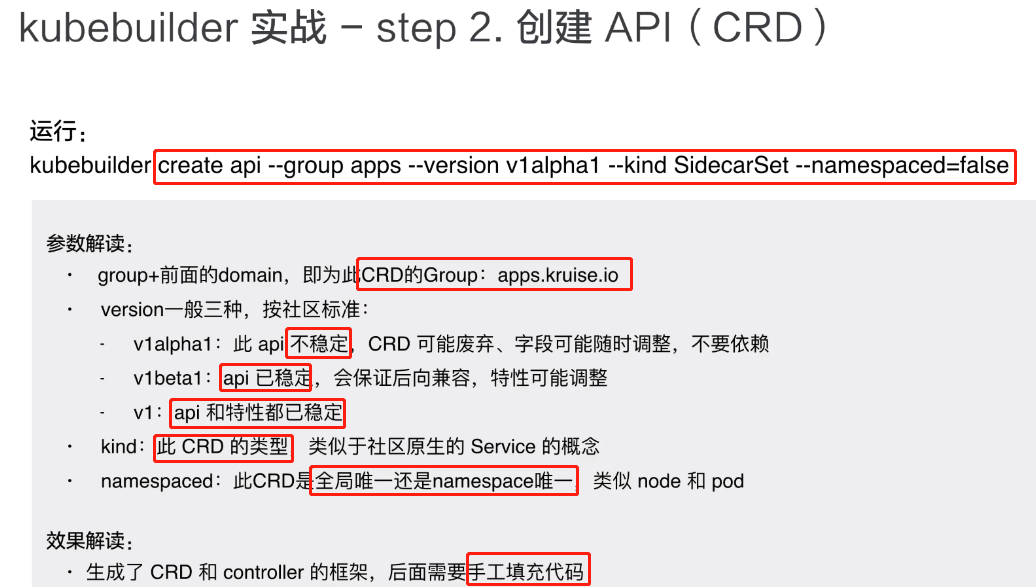 kubebuilder 实战 – step 2. 创建 API（CRD）
运行：
kubebuilder create api --group apps --version v1alpha1 --kind SidecarSet --namespaced=false
参数解读：
· group+前面的domain，即为此CRD的Group：apps.kruise.io
· version一般三种，按社区标准：
- v1alpha1：此 api 不稳定，CRD 可能废弃、字段可能随时调整，不要依赖
- v1beta1：api 已稳定，会保证后向兼容，特性可能调整
- v1：api 和特性都已稳定
· kind：此 CRD 的类型 类似于社区原生的 Service 的概念
· namespaced：此CRD是全局唯一还是namespace唯一 类似 node 和 pod
效果解读：
· 生成了 CRD 和 controller 的框架，后面需要手工填充代码